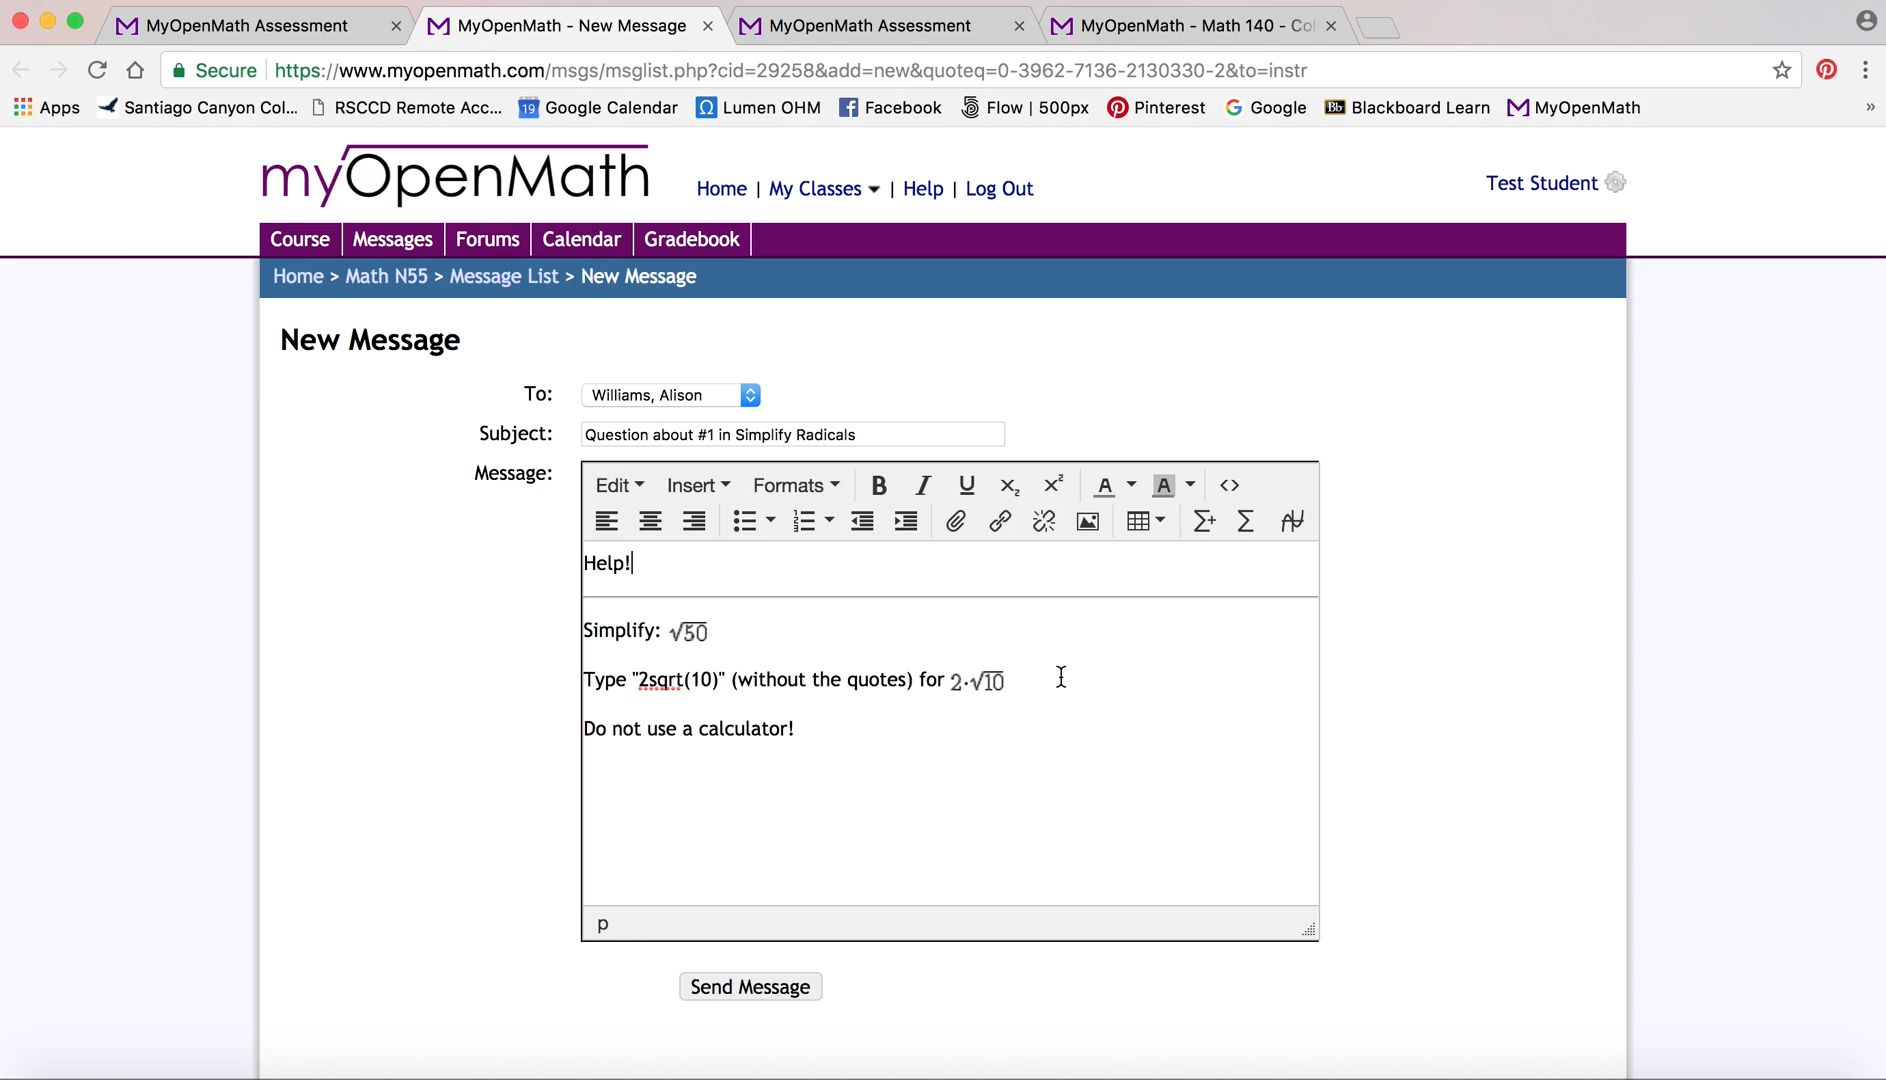 MyOpenMath Assessment
MyOpenMath - New Message
MyOpenMath Assessment
MyOpenMath - Math 140 - Col
Secure
https://www.myopenmath.com/msgs/msglist.php?cid=29258&add=new&quoteq=0-3962-7136-2130330-2&to=instr
Apps
Santiago Canyon Col...
RSCCD Remote Acc...
19 Google Calendar
Ω Lumen OHM
Facebook
Flow | 500px
Pinterest
Google
Bb Blackboard Learn
MyOpenMath
»
myOpenMath
Home | My Classes | Help | Log Out
Test Student
Course Messages Forums Calendar Gradebook
Home > Math N55 > Message List > New Message
New Message
To: Williams, Alison
Subject: Question about #1 in Simplify Radicals
Message:
Edit Insert Formats B I U x₂ x² A A <>
Help!
Simplify: √50
Type "2sqrt(10)" (without the quotes) for 2·√10
Do not use a calculator!
p
Send Message